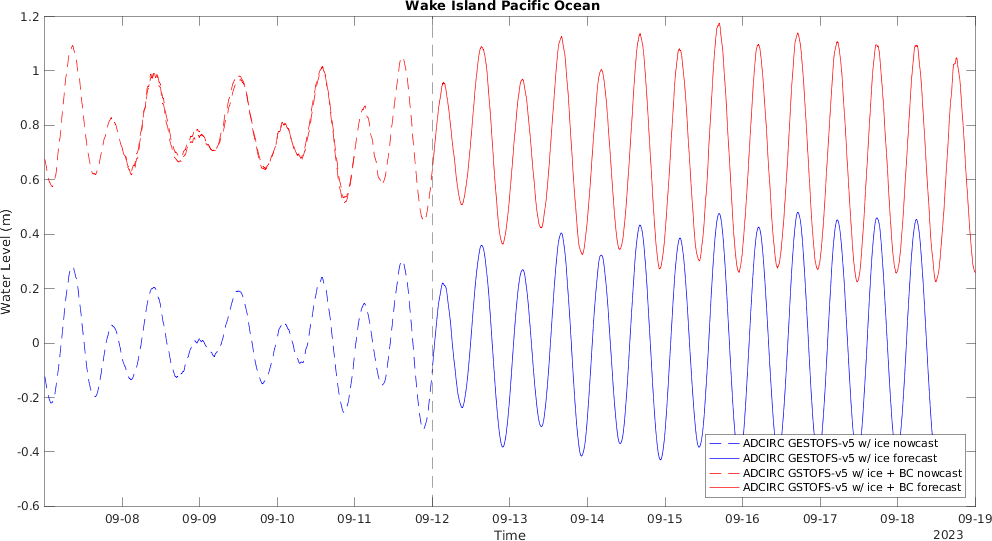 Wake Island Pacific Ocean
1.2
1
0.8
0.6
0.4
0.2
0
-0.2
-0.4
-0.6
Water Level (m)
ADCIRC GESTOFS-v5 w/ ice nowcast
ADCIRC GESTOFS-v5 w/ ice forecast
ADCIRC GSTOFS-v5 w/ ice + BC nowcast
ADCIRC GSTOFS-v5 w/ ice + BC forecast
09-08 09-09 09-10 09-11 09-12 09-13 09-14 09-15 09-16 09-17 09-18 09-19
Time
2023